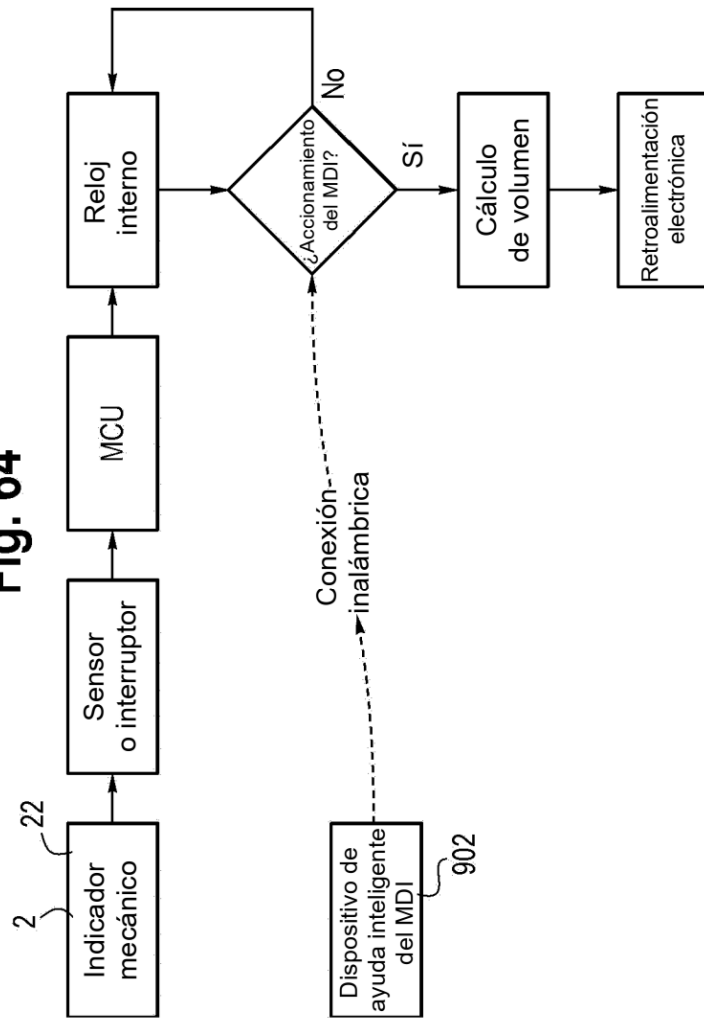 Fig. 64
2
22
Indicador
mecánico
Sensor
o interruptor
MCU
Reloj
interno
¿Accionamiento
del MDI?
No
Sí
Cálculo
de volumen
Retroalimentación
electrónica
Conexión
inalámbrica
Dispositivo de
ayuda inteligente
del MDI
902